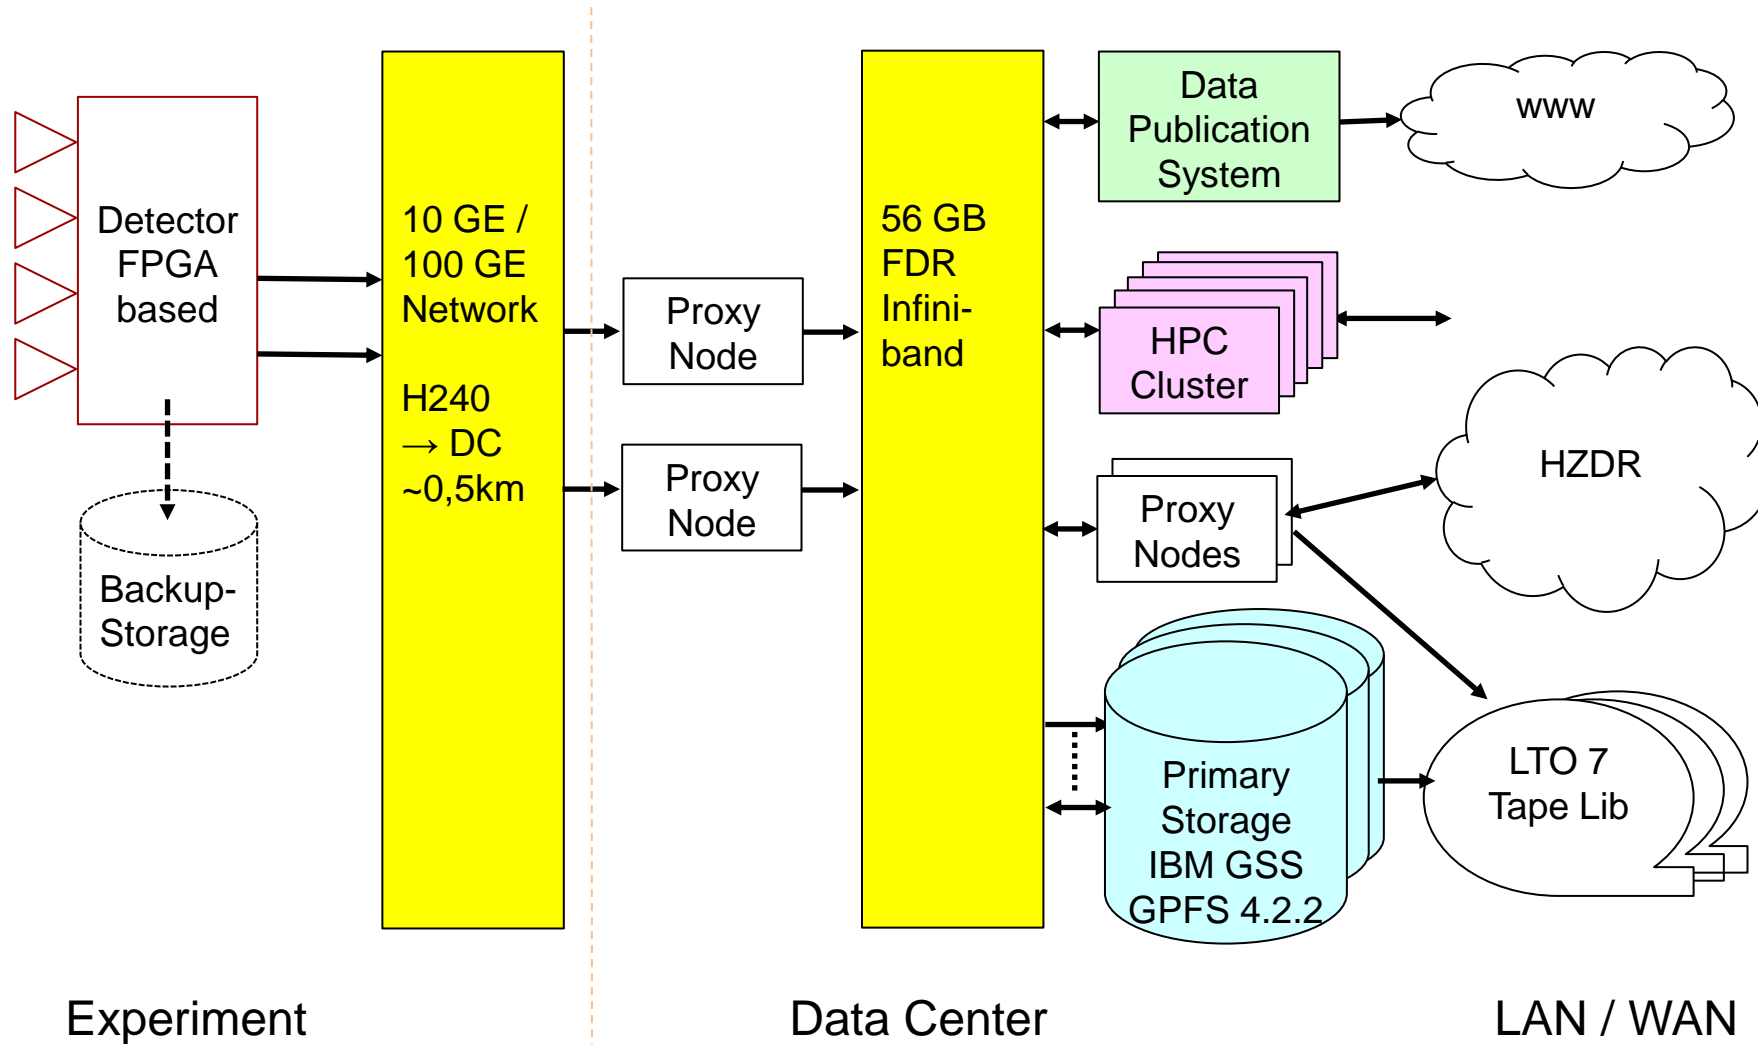 Detector
FPGA
based
Backup-
Storage
10 GE /
100 GE
Network
H240
→ DC
~0,5km
Proxy
Node
Proxy
Node
56 GB
FDR
Infini-
band
Data
Publication
System
www
HPC
Cluster
Proxy
Nodes
HZDR
Primary
Storage
IBM GSS
GPFS 4.2.2
LTO 7
Tape Lib
Experiment
Data Center
LAN / WAN